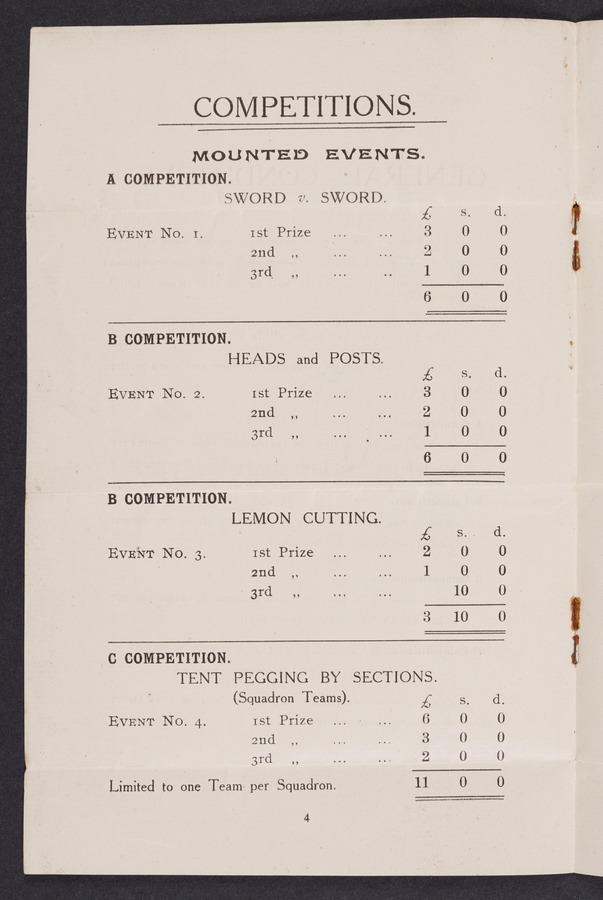 COMPETITIONS.
MOUNTED EVENTS.
A COMPETITION.
SWORD v. SWORD.
£ s. d.
EVENT No. 1. 1st Prize ... ... 3 0 0
2nd ,, ... ... 2 0 0
3rd ,, ... .. 1 0 0
6 0 0
B COMPETITION.
HEADS and POSTS.
£ s. d.
EVENT No. 2. 1st Prize ... ... 3 0 0
2nd ,, ... ... 2 0 0
3rd ,, ... ... 1 0 0
6 0 0
B COMPETITION.
LEMON CUTTING.
£ s. d.
EVENT No. 3. 1st Prize ... ... 2 0 0
2nd ,, ... ... 1 0 0
3rd ,, ... ... 10 0
3 10 0
C COMPETITION.
TENT PEGGING BY SECTIONS.
(Squadron Teams). £ s. d.
EVENT No. 4. 1st Prize ... ... 6 0 0
2nd ,, ... ... 3 0 0
3rd ,, ... ... 2 0 0
Limited to one Team per Squadron. 11 0 0
4